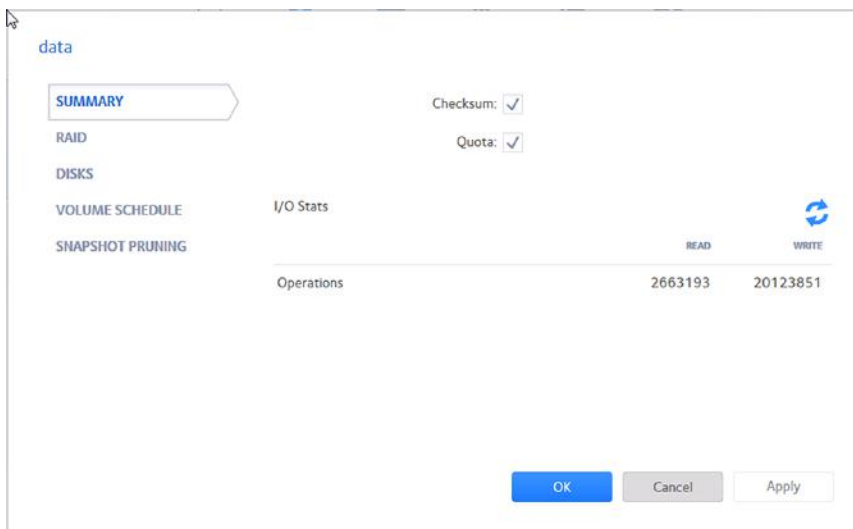 data
SUMMARY
RAID
DISKS
VOLUME SCHEDULE
SNAPSHOT PRUNING
Checksum:
Quota:
I/O Stats
READ WRITE
Operations 2663193 20123851
OK Cancel Apply